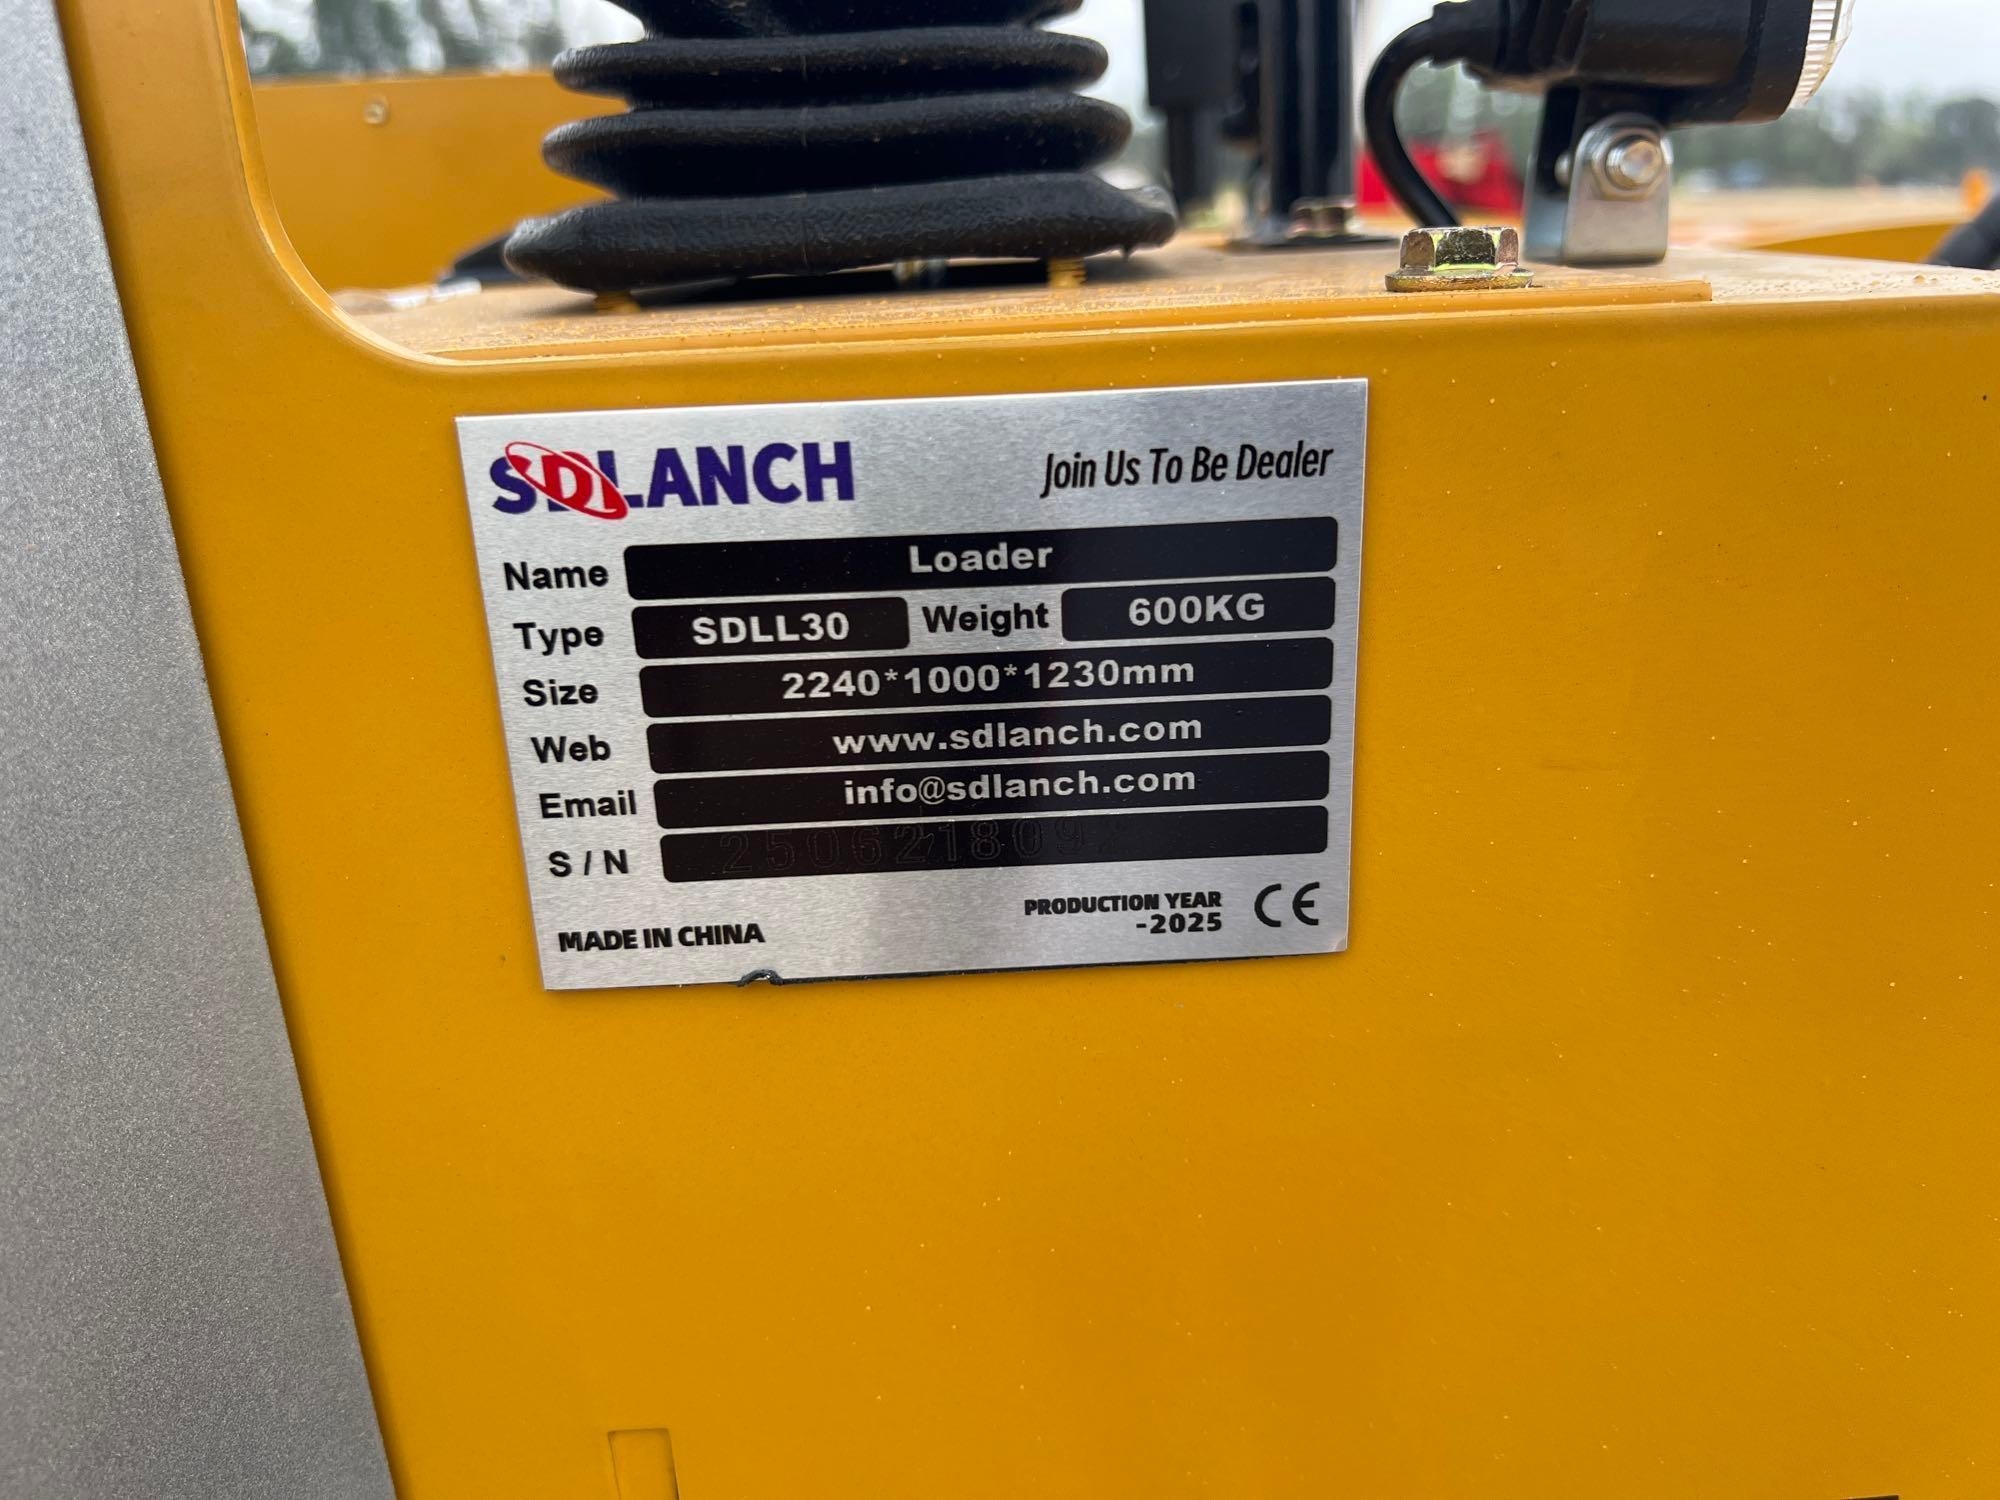 SDLANCH Join Us To Be Dealer
Name Loader
Type SDLL30 Weight 600KG
Size 2240*1000*1230mm
Web www.sdlanch.com
Email info@sdlanch.com
S / N 250621809
MADE IN CHINA
PRODUCTION YEAR
-2025
CE